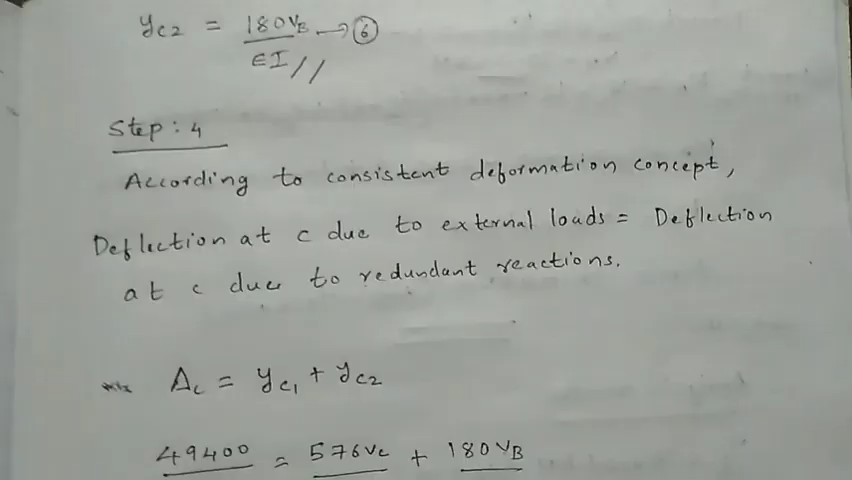 yc2 = 180VB → ⑥
EI //
Step : 4
According to consistent deformation concept,
Deflection at c due to external loads = Deflection
at c due to redundant reactions.
Δc = yc1 + yc2
49400 = 576Vc + 180VB